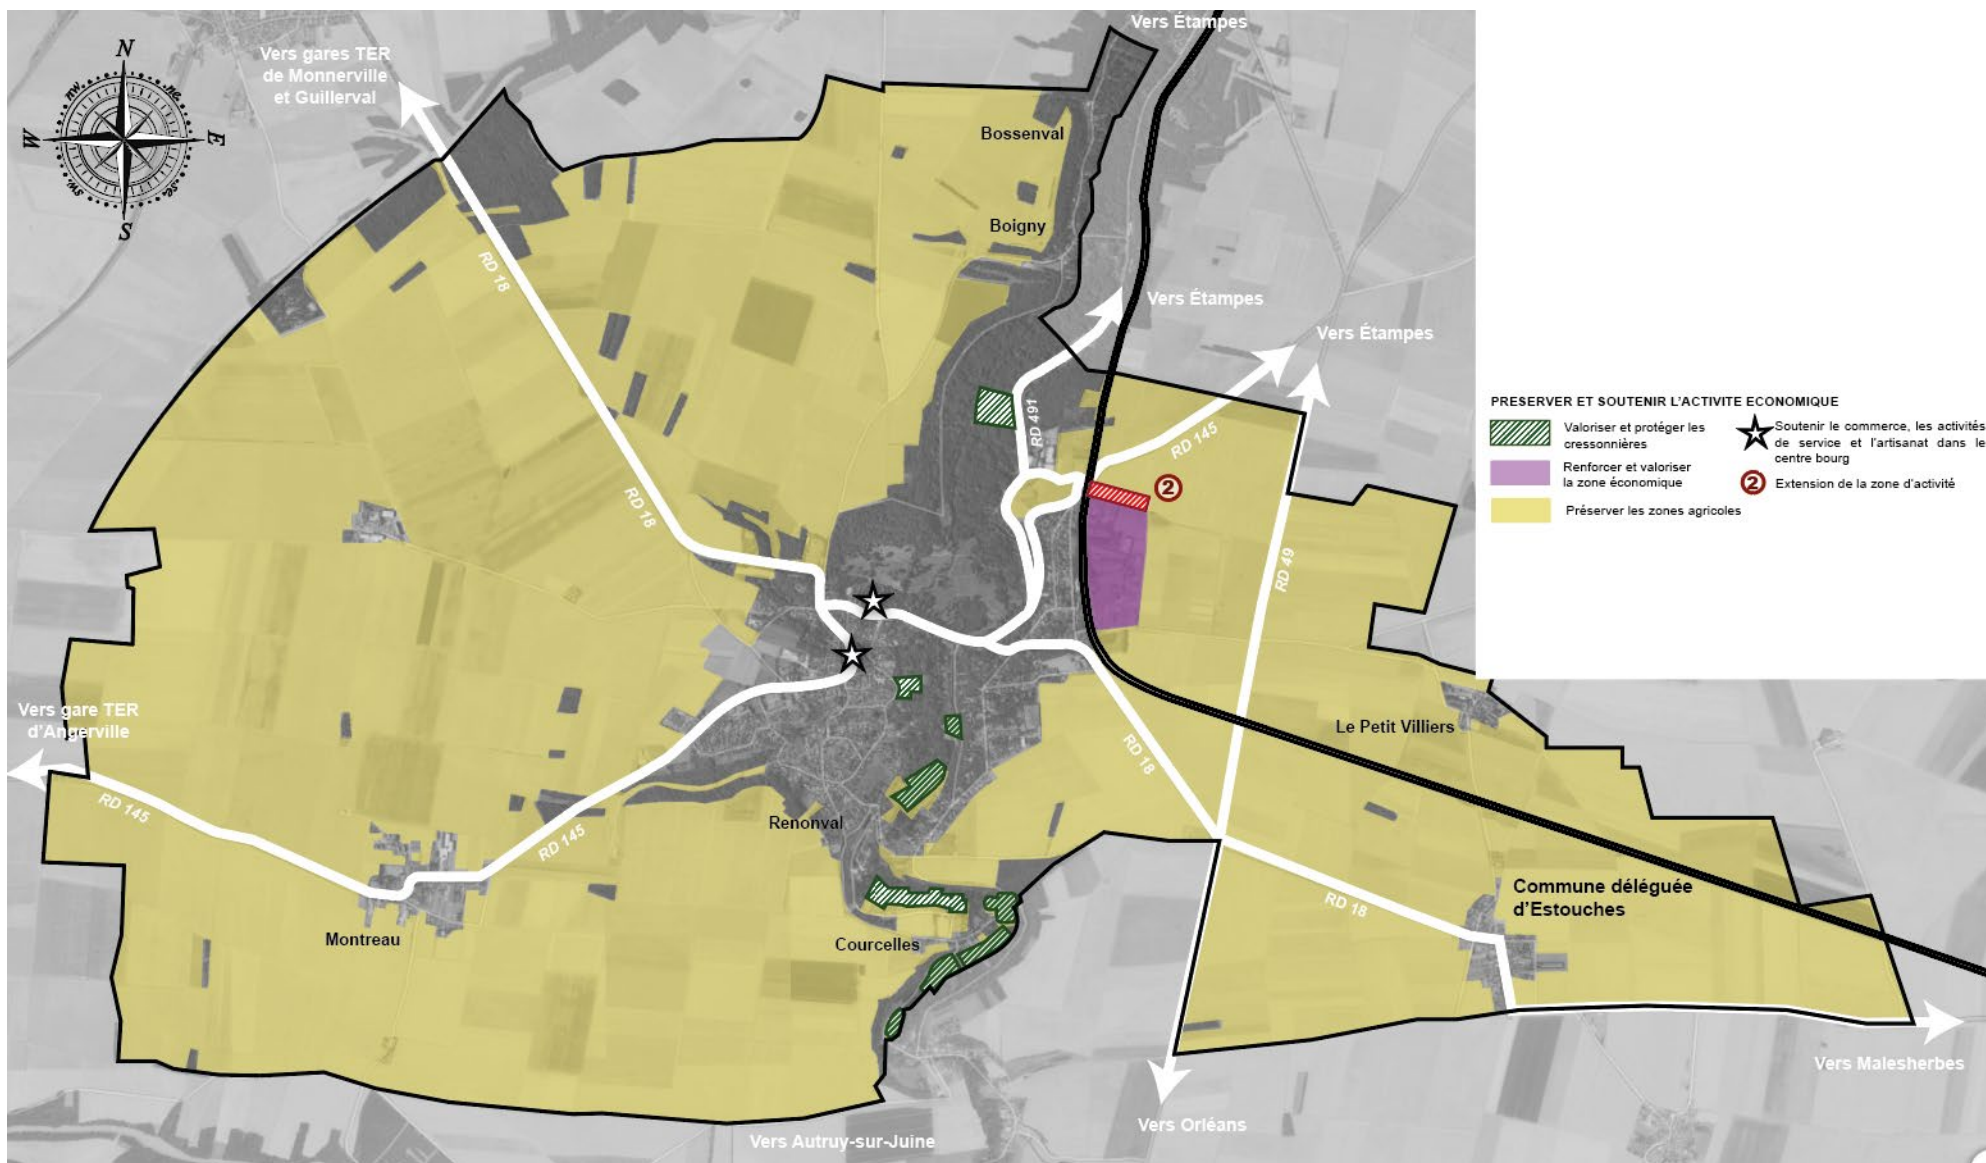 N
nw
ne
W
E
sw
se
S
Vers gares TER
de Monnerville
et Guillerval
Vers Étampes
Bossenval
Boigny
RD 18
Vers Étampes
Vers Étampes
RD 491
RD 145
2
RD 18
RD 49
PRESERVER ET SOUTENIR L'ACTIVITE ECONOMIQUE
Valoriser et protéger les
cressonnières
Renforcer et valoriser
la zone économique
Préserver les zones agricoles
Soutenir le commerce, les activités
de service et l'artisanat dans le
centre bourg
2 Extension de la zone d'activité
Vers gare TER
d'Angerville
Le Petit Villiers
RD 18
RD 145
RD 145
Renonval
Commune déléguée
d'Estouches
RD 18
Montreau
Courcelles
Vers Malesherbes
Vers Orléans
Vers Autruy-sur-Juine